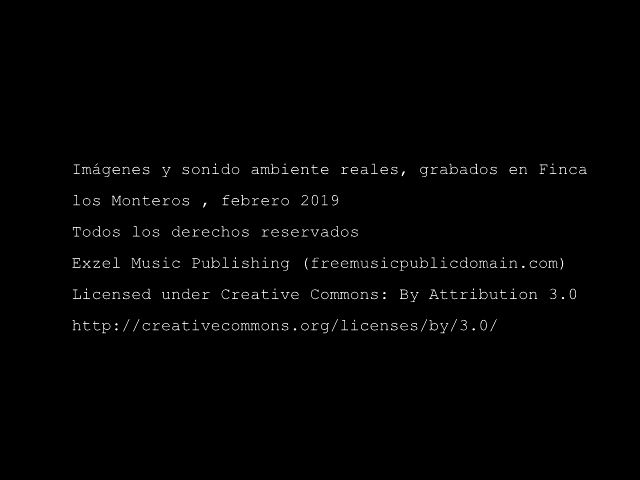 Imágenes y sonido ambiente reales, grabados en Finca
los Monteros , febrero 2019
Todos los derechos reservados
Exzel Music Publishing (freemusicpublicdomain.com)
Licensed under Creative Commons: By Attribution 3.0
http://creativecommons.org/licenses/by/3.0/